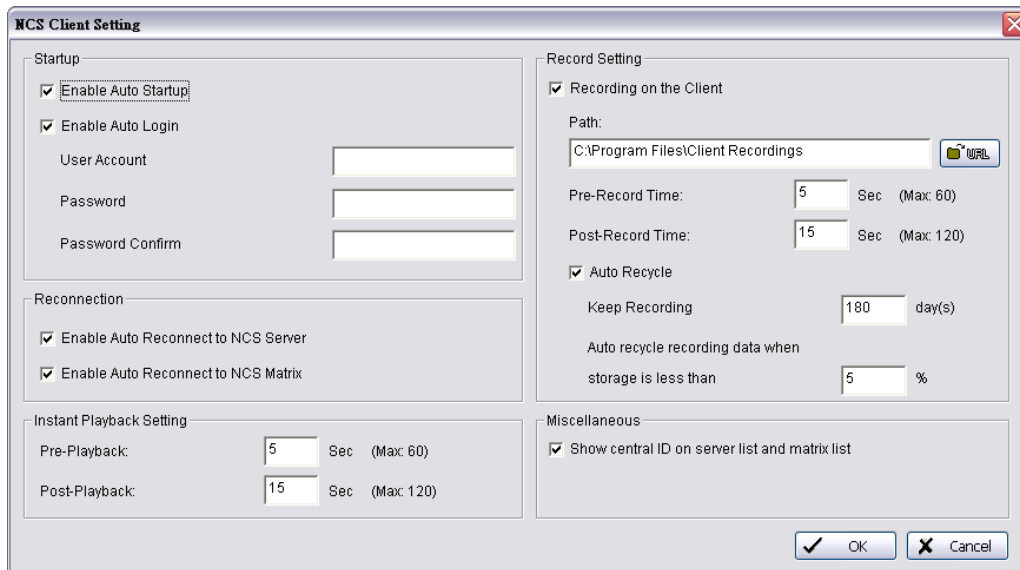 NCS Client Setting
Startup
Enable Auto Startup
Enable Auto Login
User Account
Password
Password Confirm
Reconnection
Enable Auto Reconnect to NCS Server
Enable Auto Reconnect to NCS Matrix
Instant Playback Setting
Pre-Playback: 5 Sec (Max: 60)
Post-Playback: 15 Sec (Max: 120)
Record Setting
Recording on the Client
Path:
C:\Program Files\Client Recordings URL
Pre-Record Time: 5 Sec (Max: 60)
Post-Record Time: 15 Sec (Max: 120)
Auto Recycle
Keep Recording 180 day(s)
Auto recycle recording data when
storage is less than 5 %
Miscellaneous
Show central ID on server list and matrix list
OK Cancel